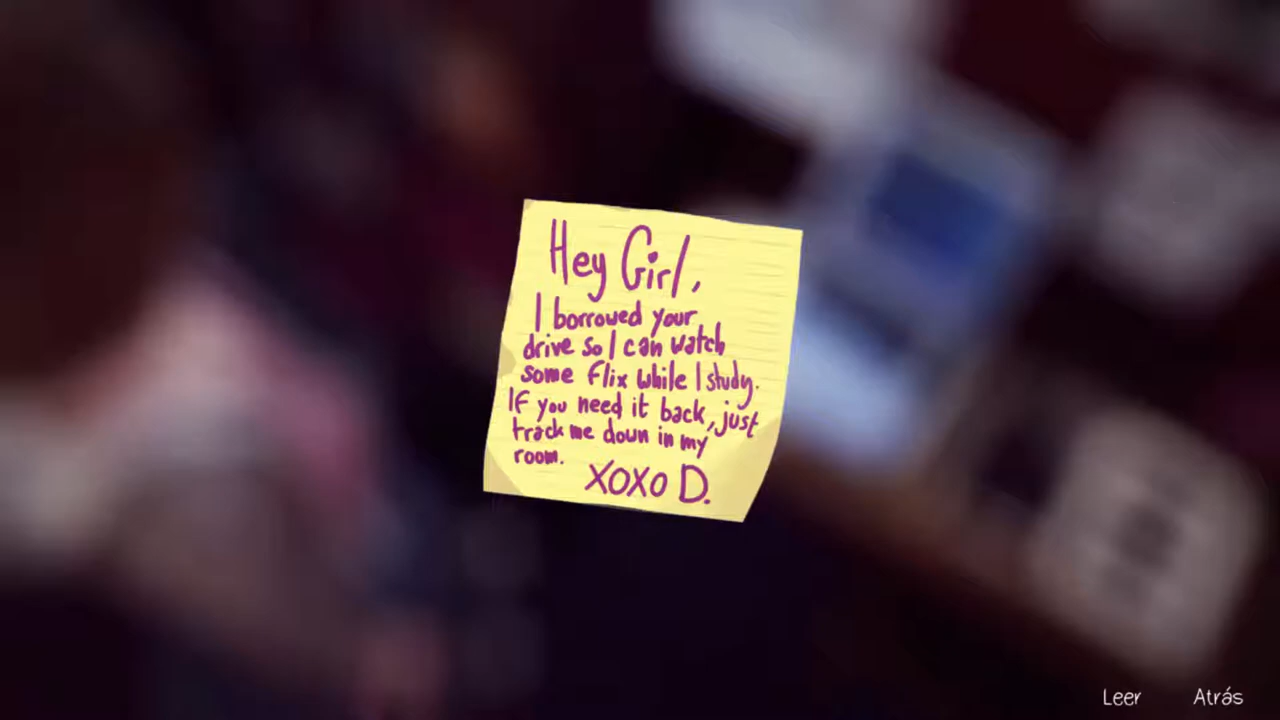 Hey Girl,
I borrowed your
drive so I can watch
some flix while I study.
If you need it back, just
track me down in my
room.
XOXO D.
Leer Atrás